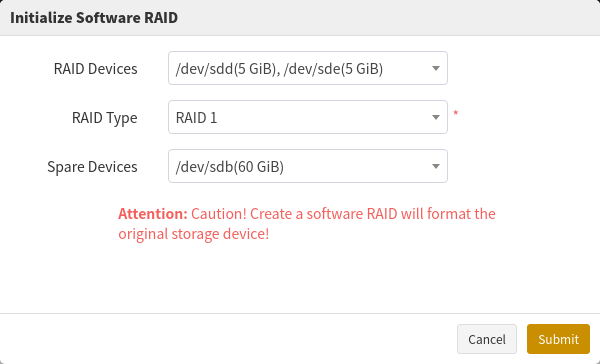 Initialize Software RAID
RAID Devices /dev/sdd(5 GiB), /dev/sde(5 GiB)
RAID Type RAID 1 *
Spare Devices /dev/sdb(60 GiB)
Attention: Caution! Create a software RAID will format the
original storage device!
Cancel Submit